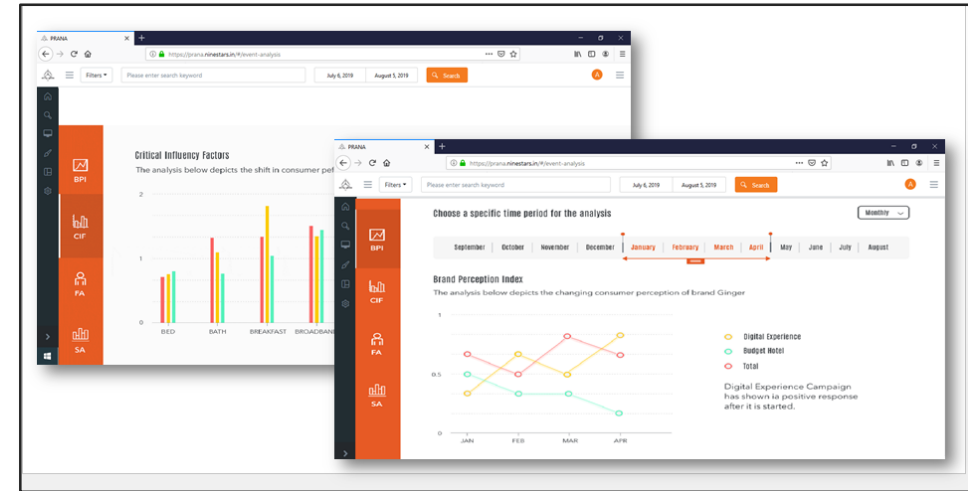 PRANA
https://prana.ninestars.in/#/event-analysis
Filters
Please enter search keyword
July 6, 2019
August 5, 2019
Search
A
BPI
CIF
FA
SA
Critical Influency Factors
The analysis below depicts the shift in consumer
2
1
0
BED
BATH
BREAKFAST
BROADBAN
PRANA
https://prana.ninestars.in/#/event-analysis
Filters
Please enter search keyword
July 6, 2019
August 5, 2019
Search
A
BPI
CIF
FA
SA
Choose a specific time period for the analysis
Monthly
September October November December January February March April May June July August
Brand Perception Index
The analysis below depicts the changing consumer perception of brand Ginger
1
0.5
0
JAN FEB MAR APR
Digital Experience
Budget Hotel
Total
Digital Experience Campaign
has shown ia positive response
after it is started.